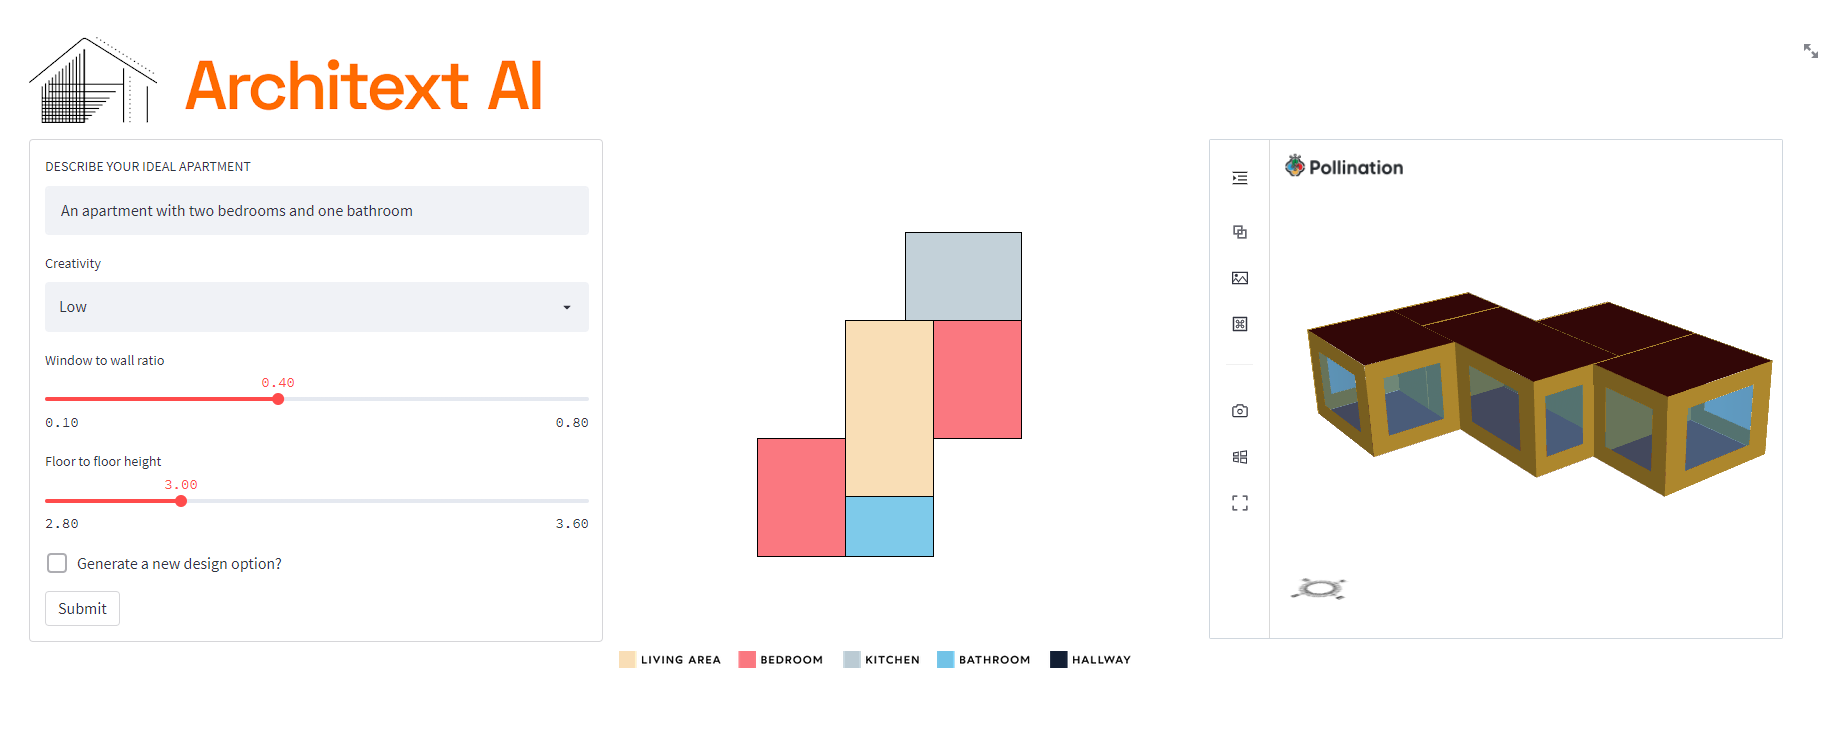 Architext AI
DESCRIBE YOUR IDEAL APARTMENT
An apartment with two bedrooms and one bathroom
Creativity
Low
Window to wall ratio
0.40
0.10 0.80
Floor to floor height
3.00
2.80 3.60
Generate a new design option?
Submit
LIVING AREA BEDROOM KITCHEN BATHROOM HALLWAY
Pollination